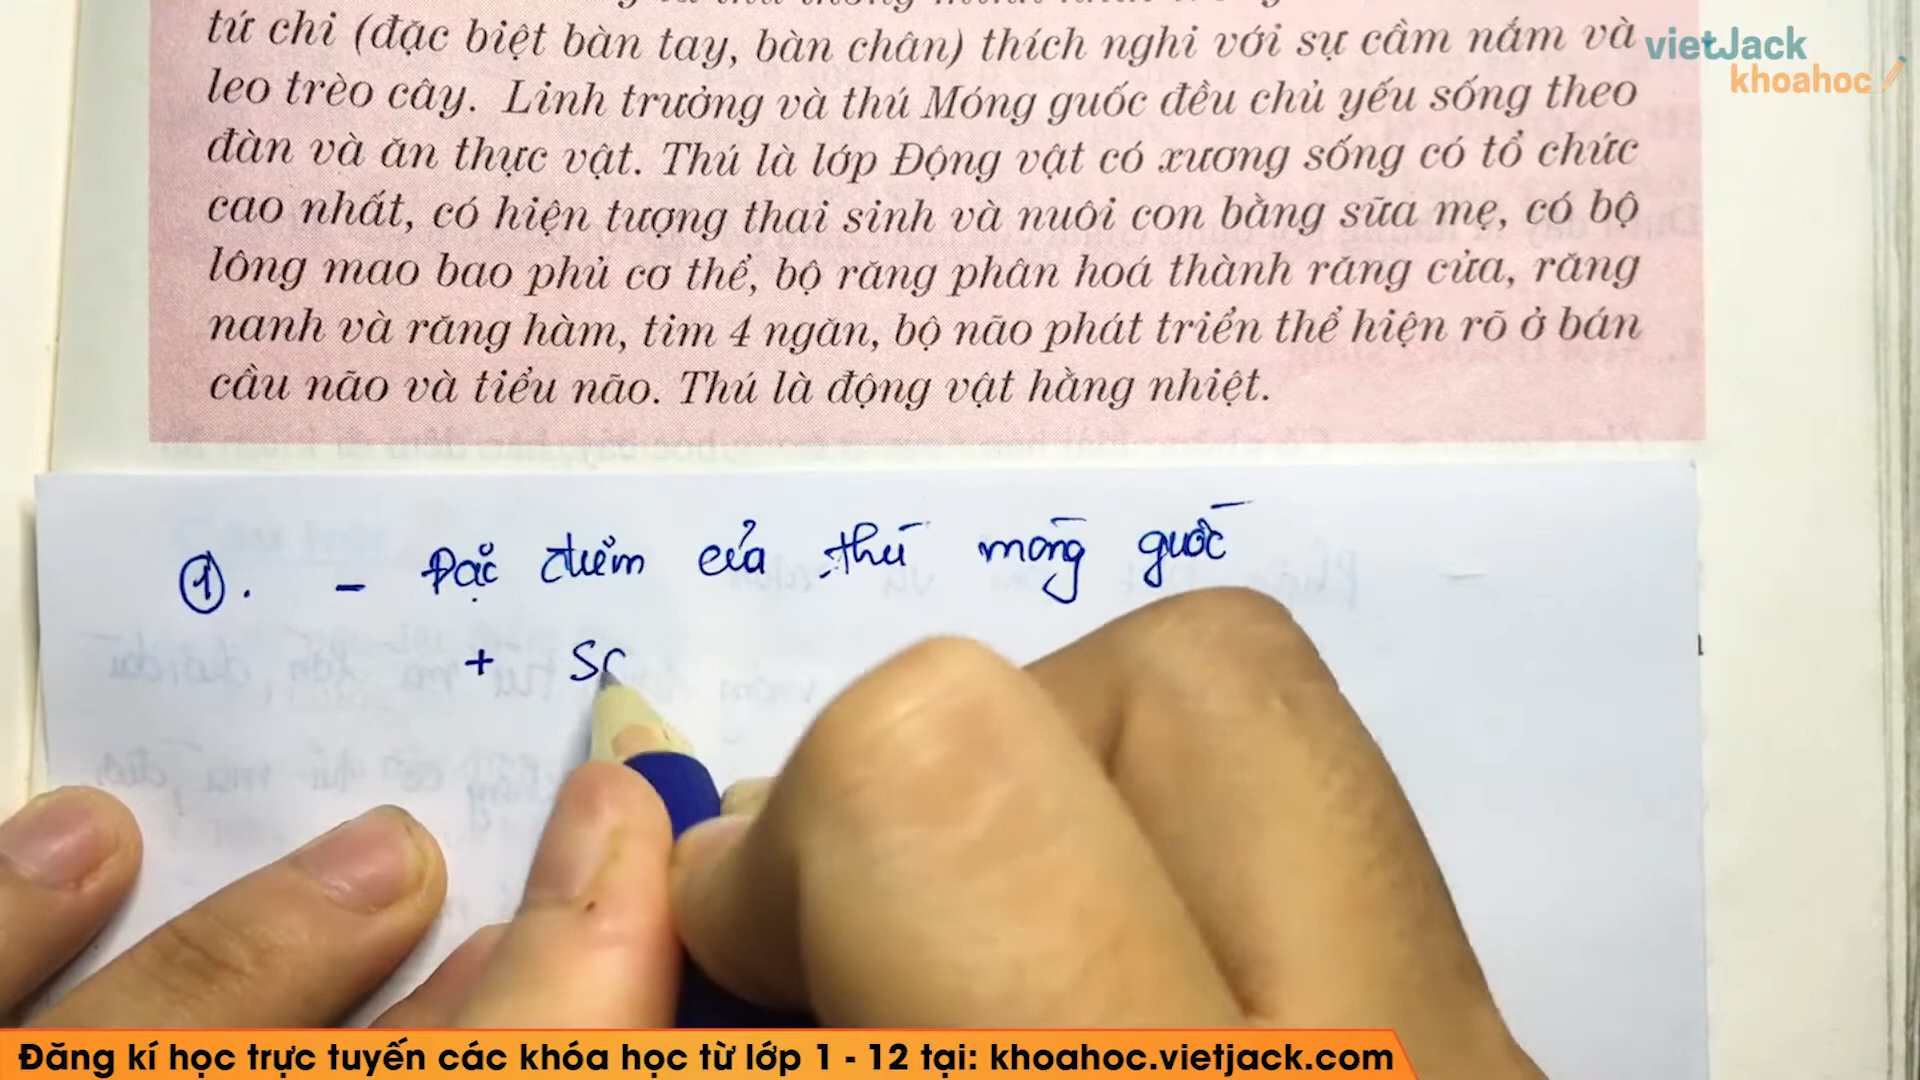 tứ chi (đặc biệt bàn tay, bàn chân) thích nghi với sự cầm nắm và
leo trèo cây. Linh trưởng và thú Móng guốc đều chủ yếu sống theo
đàn và ăn thực vật. Thú là lớp Động vật có xương sống có tổ chức
cao nhất, có hiện tượng thai sinh và nuôi con bằng sữa mẹ, có bộ
lông mao bao phủ cơ thể, bộ răng phân hoá thành răng cửa, răng
nanh và răng hàm, tim 4 ngăn, bộ não phát triển thể hiện rõ ở bán
cầu não và tiểu não. Thú là động vật hằng nhiệt.
vietJack
khoahoc
①. - Đặc điểm của thú móng guốc
+ Sc
Đăng kí học trực tuyến các khóa học từ lớp 1 - 12 tại: khoahoc.vietjack.com